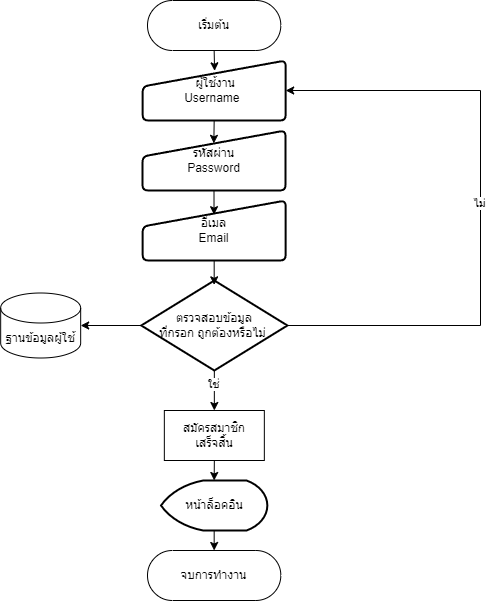 เริ่มต้น
ผู้ใช้งาน
Username
รหัสผ่าน
Password
อีเมล
Email
ไม่
ตรวจสอบข้อมูล
ที่กรอก ถูกต้องหรือไม่
ฐานข้อมูลผู้ใช้
ใช่
สมัครสมาชิก
เสร็จสิ้น
หน้าล็อคอิน
จบการทำงาน